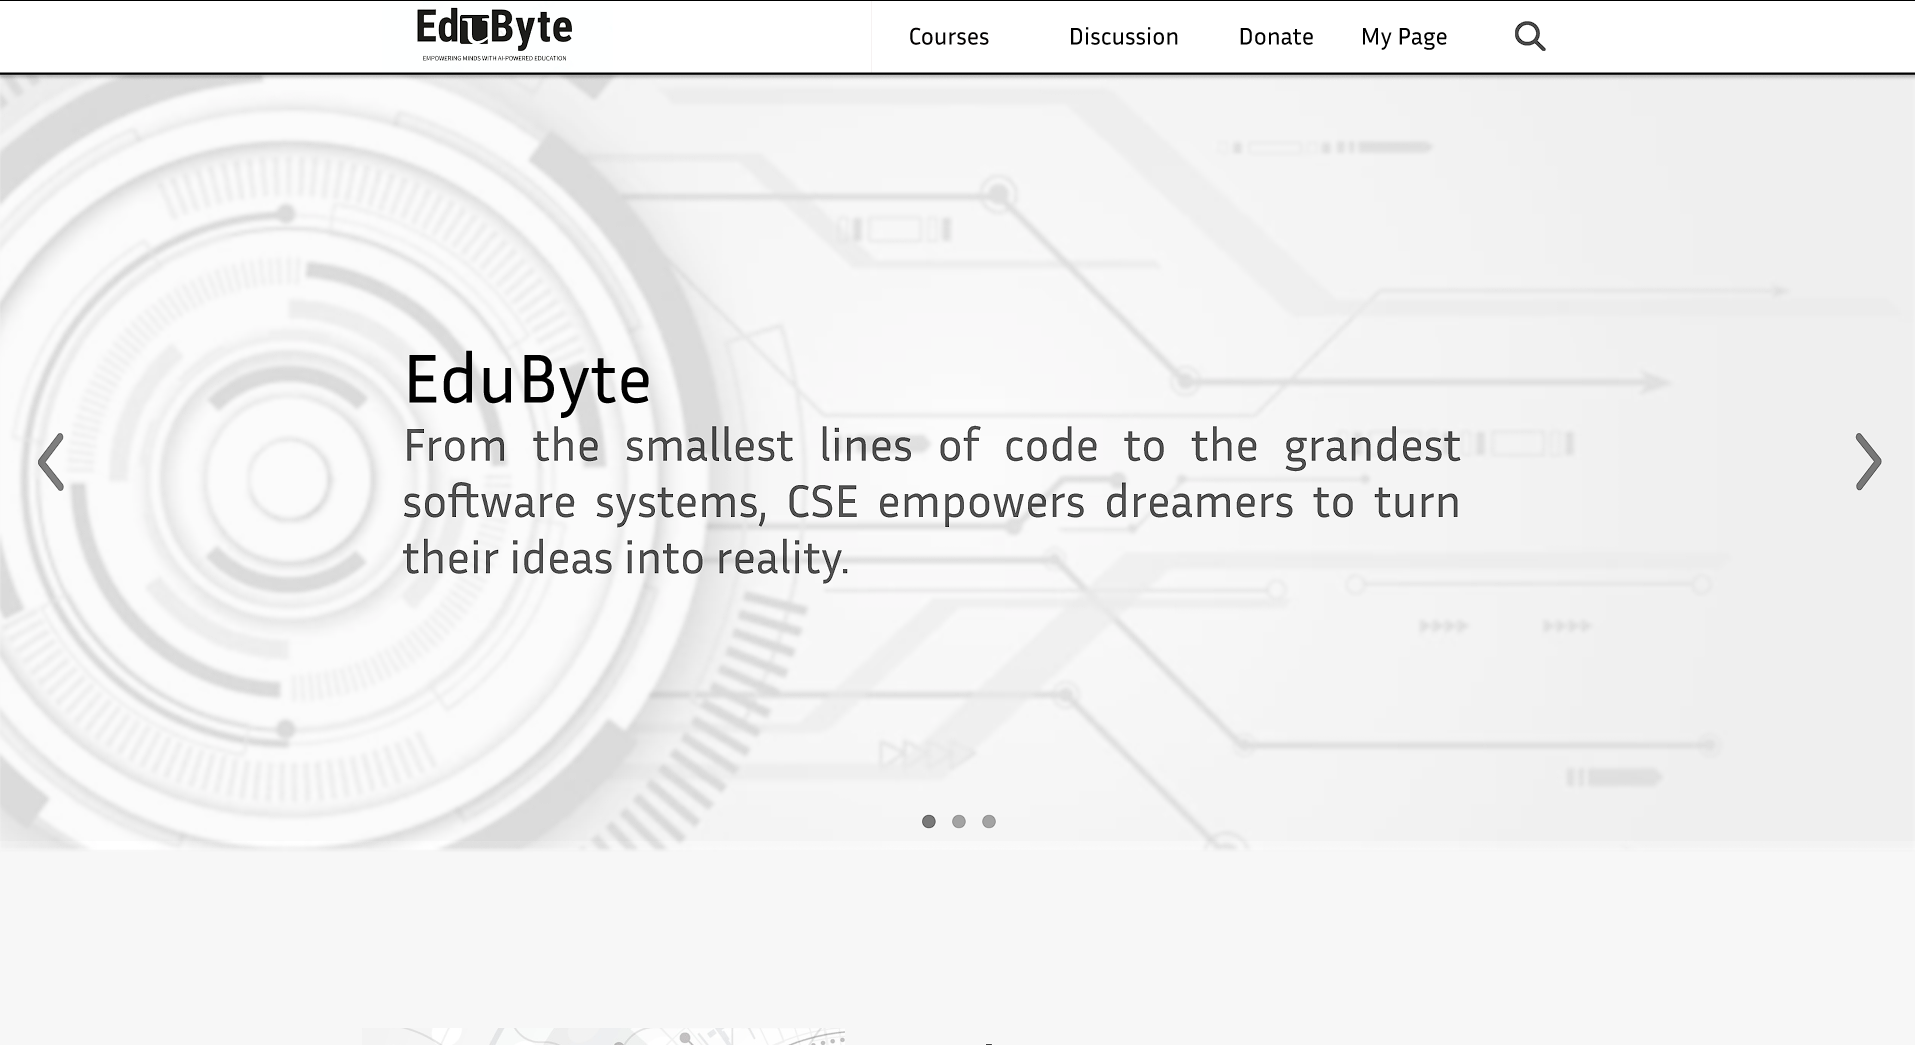 EduByte
EMPOWERING MINDS WITH AI-POWERED EDUCATION
Courses Discussion Donate My Page
EduByte
From the smallest lines of code to the grandest
software systems, CSE empowers dreamers to turn
their ideas into reality.